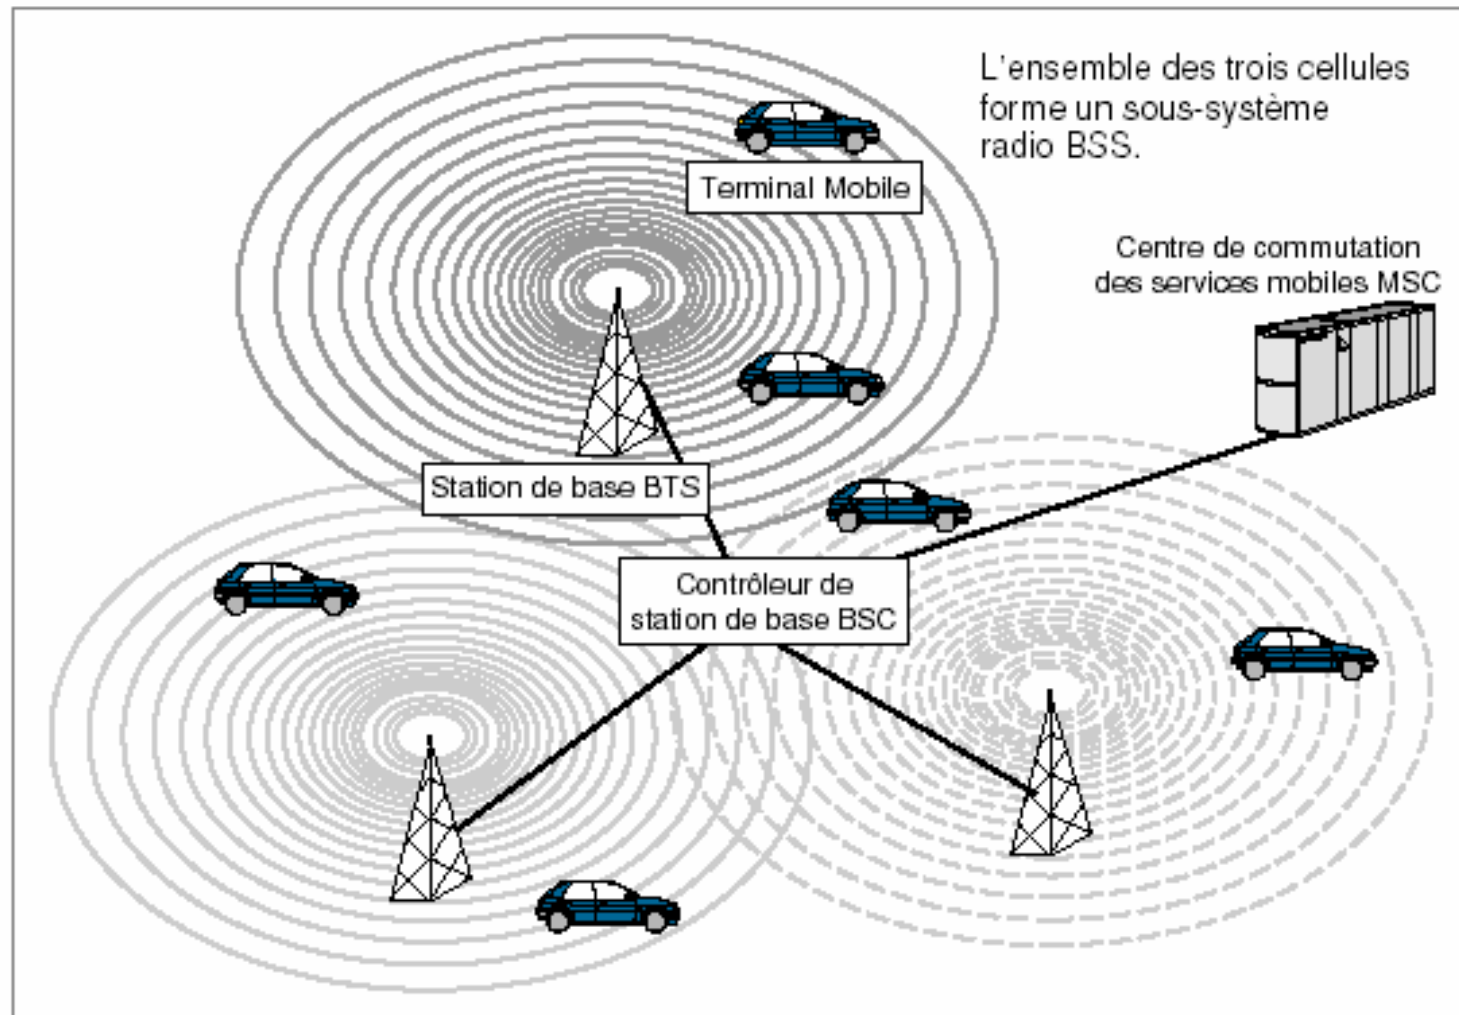 L'ensemble des trois cellules
forme un sous-système
radio BSS.
Terminal Mobile
Centre de commutation
des services mobiles MSC
Station de base BTS
Contrôleur de
station de base BSC